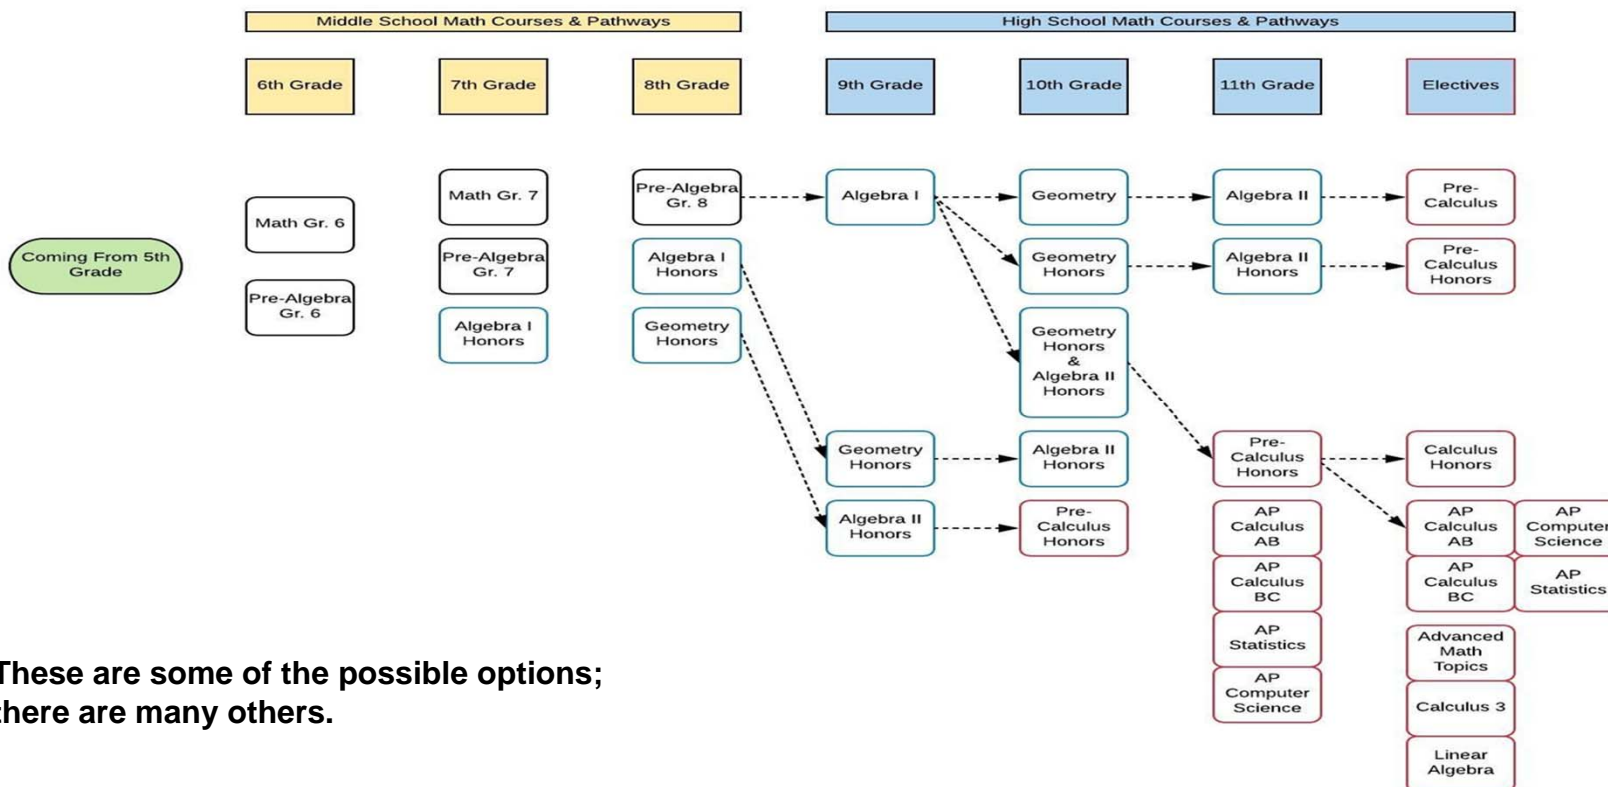 Middle School Math Courses & Pathways
High School Math Courses & Pathways
6th Grade
7th Grade
8th Grade
9th Grade
10th Grade
11th Grade
Electives
Coming From 5th
Grade
Math Gr. 6
Pre-Algebra
Gr. 6
Math Gr. 7
Pre-Algebra
Gr. 7
Algebra I
Honors
Pre-Algebra
Gr. 8
Algebra I
Honors
Geometry
Honors
Algebra I
Geometry
Honors
Algebra II
Honors
Geometry
Geometry
Honors
Geometry
Honors
&
Algebra II
Honors
Algebra II
Honors
Pre-
Calculus
Honors
Algebra II
Algebra II
Honors
Pre-
Calculus
Honors
AP
Calculus
AB
AP
Calculus
BC
AP
Statistics
AP
Computer
Science
Pre-
Calculus
Pre-
Calculus
Honors
Calculus
Honors
AP
Calculus
AB
AP
Calculus
BC
AP
Computer
Science
AP
Statistics
Advanced
Math
Topics
Calculus 3
Linear
Algebra
These are some of the possible options;
there are many others.